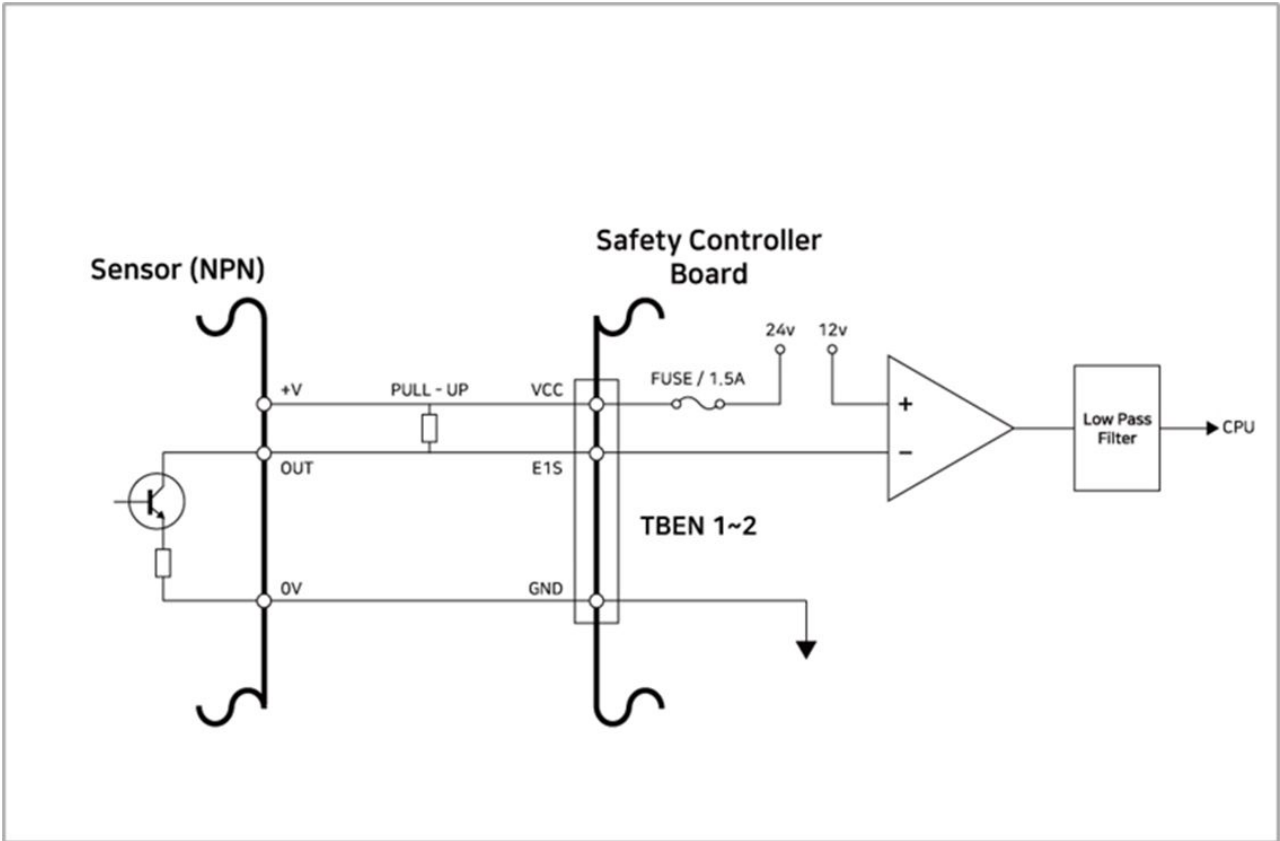 Safety Controller
Board
Sensor (NPN)
24v
12v
FUSE / 1.5A
+V
PULL - UP
VCC
+
Low Pass
Filter
CPU
−
OUT
E1S
TBEN 1~2
0V
GND